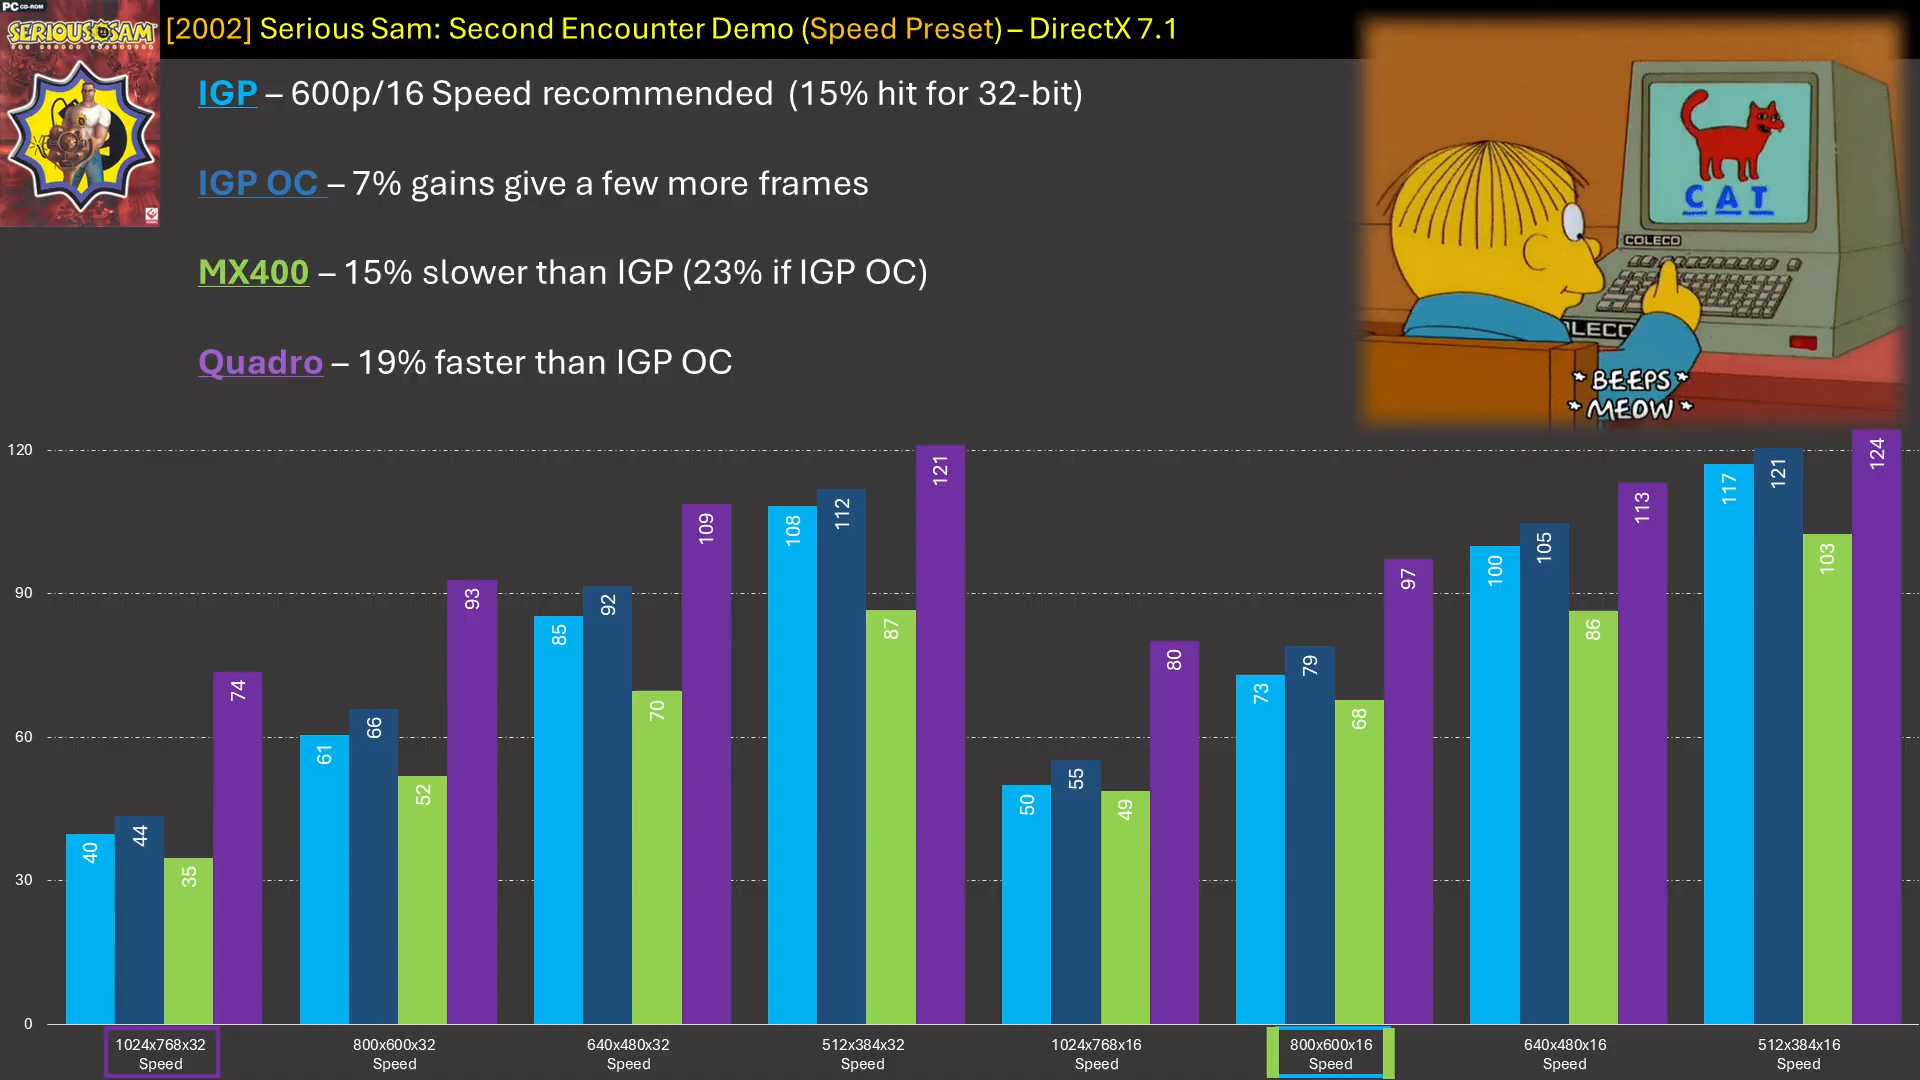 PC CD-ROM
SERIOUS SAM
THE SECOND ENCOUNTER
[2002] Serious Sam: Second Encounter Demo (Speed Preset) – DirectX 7.1
IGP – 600p/16 Speed recommended (15% hit for 32-bit)
IGP OC – 7% gains give a few more frames
MX400 – 15% slower than IGP (23% if IGP OC)
Quadro – 19% faster than IGP OC
CAT
COLECO
LECO
* BEEPS *
* MEOW *
120
90
60
30
0
40 44 35 74
61 66 52 93
85 92 70 109
108 112 87 121
50 55 49 80
73 79 68 97
100 105 86 113
117 121 103 124
1024x768x32
Speed
800x600x32
Speed
640x480x32
Speed
512x384x32
Speed
1024x768x16
Speed
800x600x16
Speed
640x480x16
Speed
512x384x16
Speed